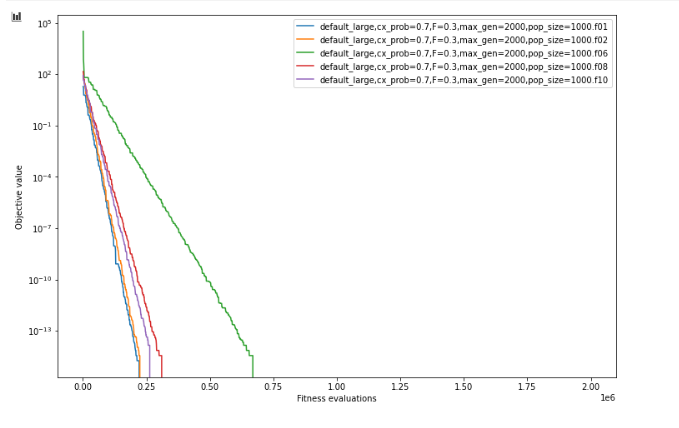 10^5
10^2
10^-1
10^-4
10^-7
10^-10
10^-13
Objective value
default_large,cx_prob=0.7,F=0.3,max_gen=2000,pop_size=1000.f01
default_large,cx_prob=0.7,F=0.3,max_gen=2000,pop_size=1000.f02
default_large,cx_prob=0.7,F=0.3,max_gen=2000,pop_size=1000.f06
default_large,cx_prob=0.7,F=0.3,max_gen=2000,pop_size=1000.f08
default_large,cx_prob=0.7,F=0.3,max_gen=2000,pop_size=1000.f10
0.00 0.25 0.50 0.75 1.00 1.25 1.50 1.75 2.00
Fitness evaluations
1e6